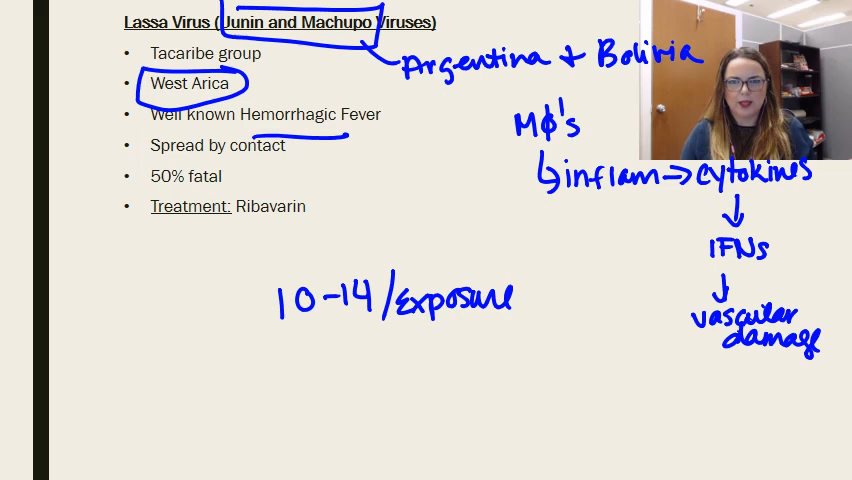 Lassa Virus (Junin and Machupo Viruses)
• Tacaribe group
Argentina + Bolivia
• West Arica
• Well known Hemorrhagic Fever
MΦ's
• Spread by contact
↳ inflam → cytokines
• 50% fatal
↓
• Treatment: Ribavarin
IFNs
↓
10-14/Exposure
vascular
damage